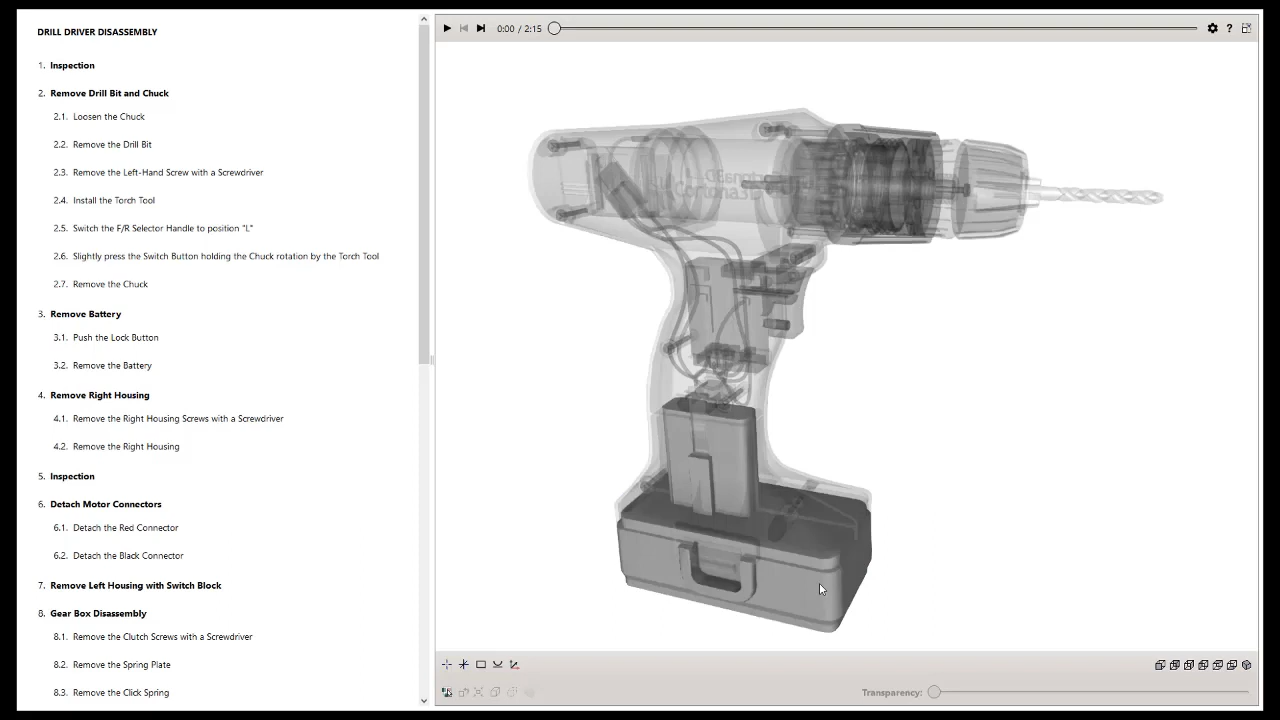 DRILL DRIVER DISASSEMBLY
1. Inspection
2. Remove Drill Bit and Chuck
2.1. Loosen the Chuck
2.2. Remove the Drill Bit
2.3. Remove the Left-Hand Screw with a Screwdriver
2.4. Install the Torch Tool
2.5. Switch the F/R Selector Handle to position "L"
2.6. Slightly press the Switch Button holding the Chuck rotation by the Torch Tool
2.7. Remove the Chuck
3. Remove Battery
3.1. Push the Lock Button
3.2. Remove the Battery
4. Remove Right Housing
4.1. Remove the Right Housing Screws with a Screwdriver
4.2. Remove the Right Housing
5. Inspection
6. Detach Motor Connectors
6.1. Detach the Red Connector
6.2. Detach the Black Connector
7. Remove Left Housing with Switch Block
8. Gear Box Disassembly
8.1. Remove the Clutch Screws with a Screwdriver
8.2. Remove the Spring Plate
8.3. Remove the Click Spring
0:00 / 2:15
?
Transparency: